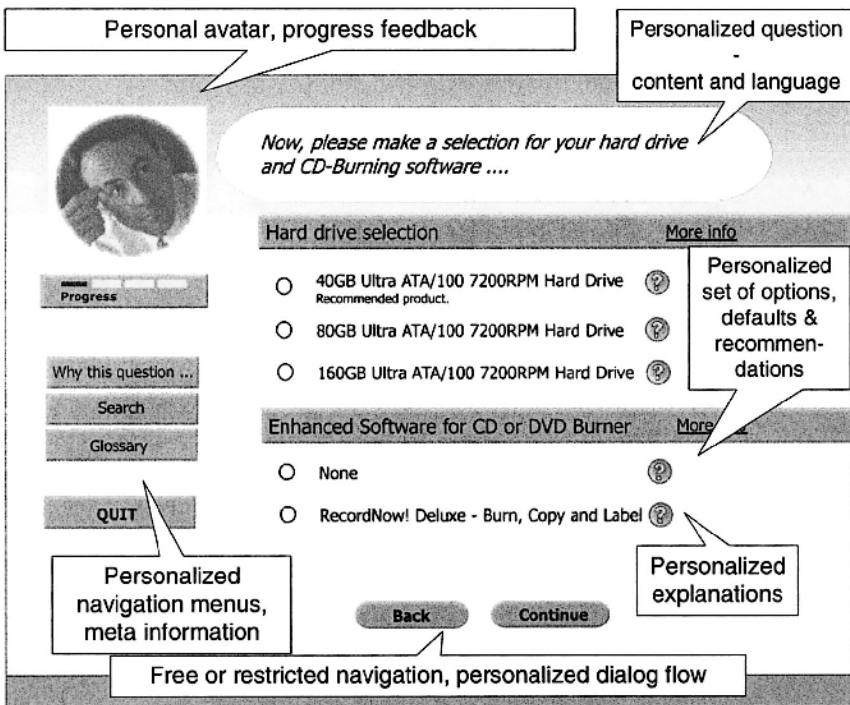 Personal avatar, progress feedback
Personalized question
-
content and language
Now, please make a selection for your hard drive
and CD-Burning software ....
Hard drive selection
More info
40GB Ultra ATA/100 7200RPM Hard Drive
Recommended product.
80GB Ultra ATA/100 7200RPM Hard Drive
160GB Ultra ATA/100 7200RPM Hard Drive
Personalized
set of options,
defaults &
recommen-
dations
Progress
Why this question ...
Search
Glossary
QUIT
Enhanced Software for CD or DVD Burner
More
None
RecordNow! Deluxe - Burn, Copy and Label
Personalized
navigation menus,
meta information
Personalized
explanations
Back
Continue
Free or restricted navigation, personalized dialog flow